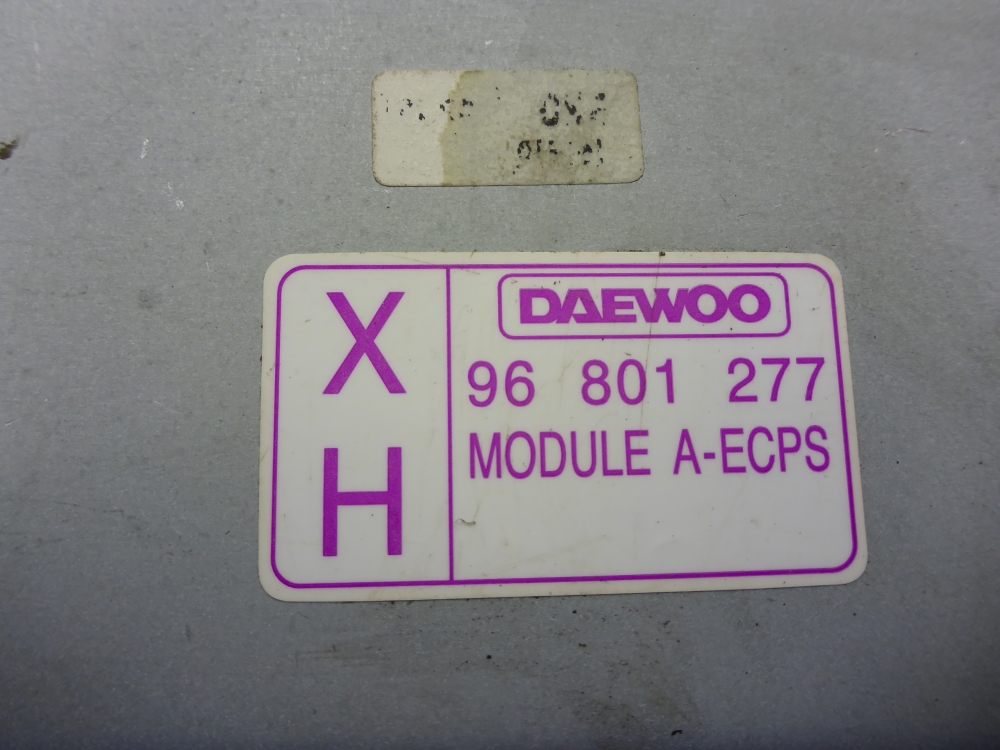 X
H
DAEWOO
96 801 277
MODULE A-ECPS